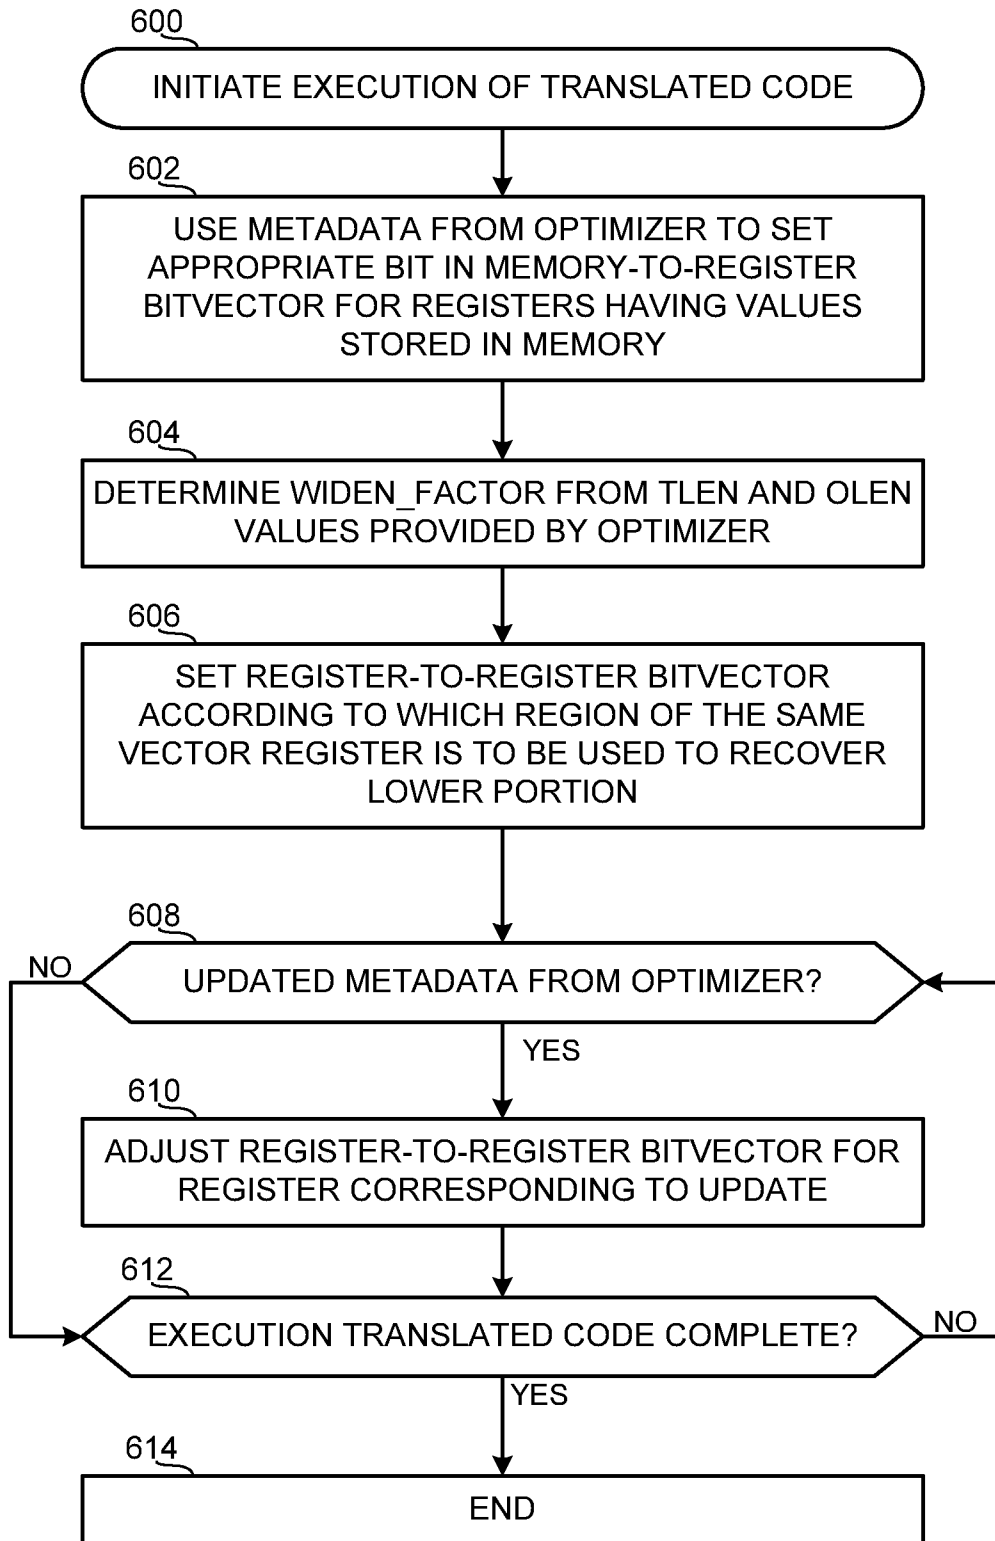 600
INITIATE EXECUTION OF TRANSLATED CODE
602
USE METADATA FROM OPTIMIZER TO SET
APPROPRIATE BIT IN MEMORY-TO-REGISTER
BITVECTOR FOR REGISTERS HAVING VALUES
STORED IN MEMORY
604
DETERMINE WIDEN_FACTOR FROM TLEN AND OLEN
VALUES PROVIDED BY OPTIMIZER
606
SET REGISTER-TO-REGISTER BITVECTOR
ACCORDING TO WHICH REGION OF THE SAME
VECTOR REGISTER IS TO BE USED TO RECOVER
LOWER PORTION
608
NO
UPDATED METADATA FROM OPTIMIZER?
YES
610
ADJUST REGISTER-TO-REGISTER BITVECTOR FOR
REGISTER CORRESPONDING TO UPDATE
612
EXECUTION TRANSLATED CODE COMPLETE?
NO
YES
614
END